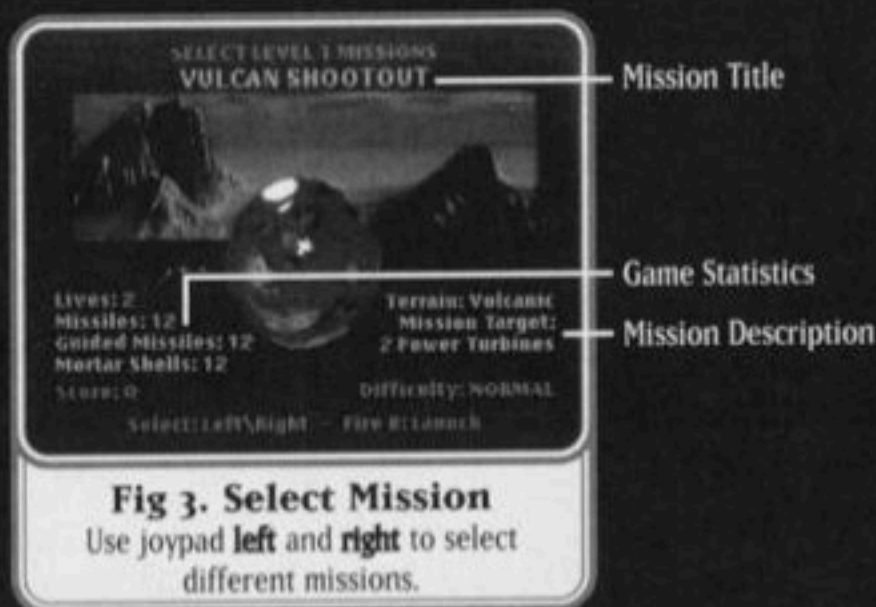 SELECT LEVEL 1 MISSIONS
VULCAN SHOOTOUT
Mission Title
Game Statistics
Mission Description
Lives: 2
Missiles: 12
Guided Missiles: 12
Mortar Shells: 12
Score: 0
Terrain: Volcanic
Mission Target:
2 Power Turbines
Difficulty: NORMAL
Select: Left\Right - Fire B: Launch
Fig 3. Select Mission
Use joypad left and right to select
different missions.